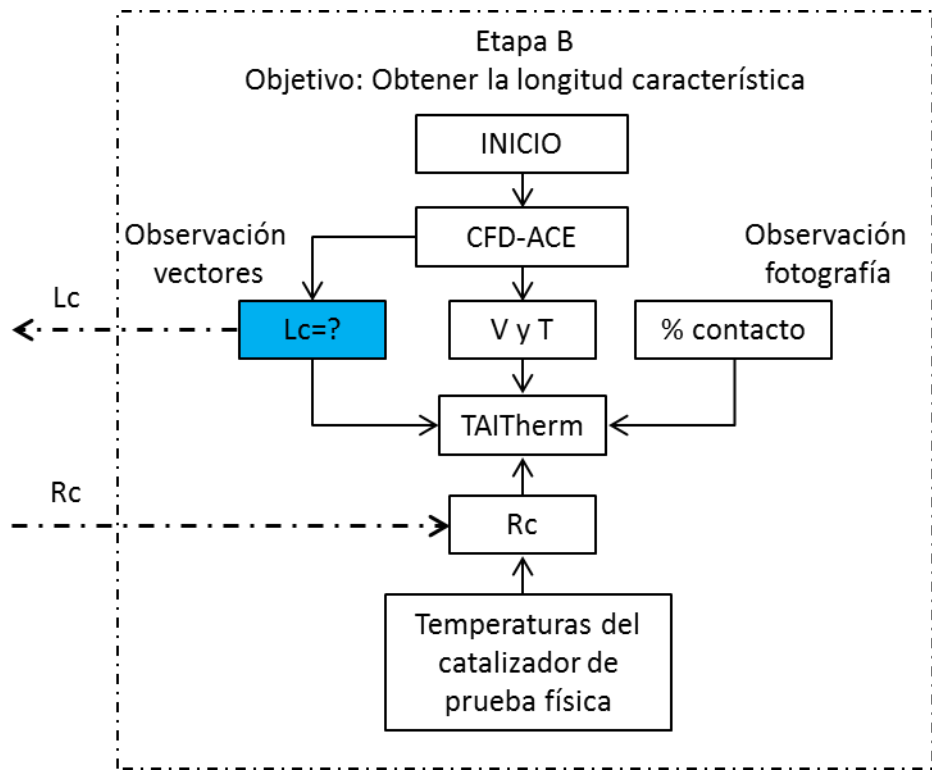 Etapa B
Objetivo: Obtener la longitud característica
INICIO
CFD-ACE
Observación
vectores
Observación
fotografía
Lc
Lc=?
V y T
% contacto
TAITherm
Rc
Rc
Temperaturas del
catalizador de
prueba física